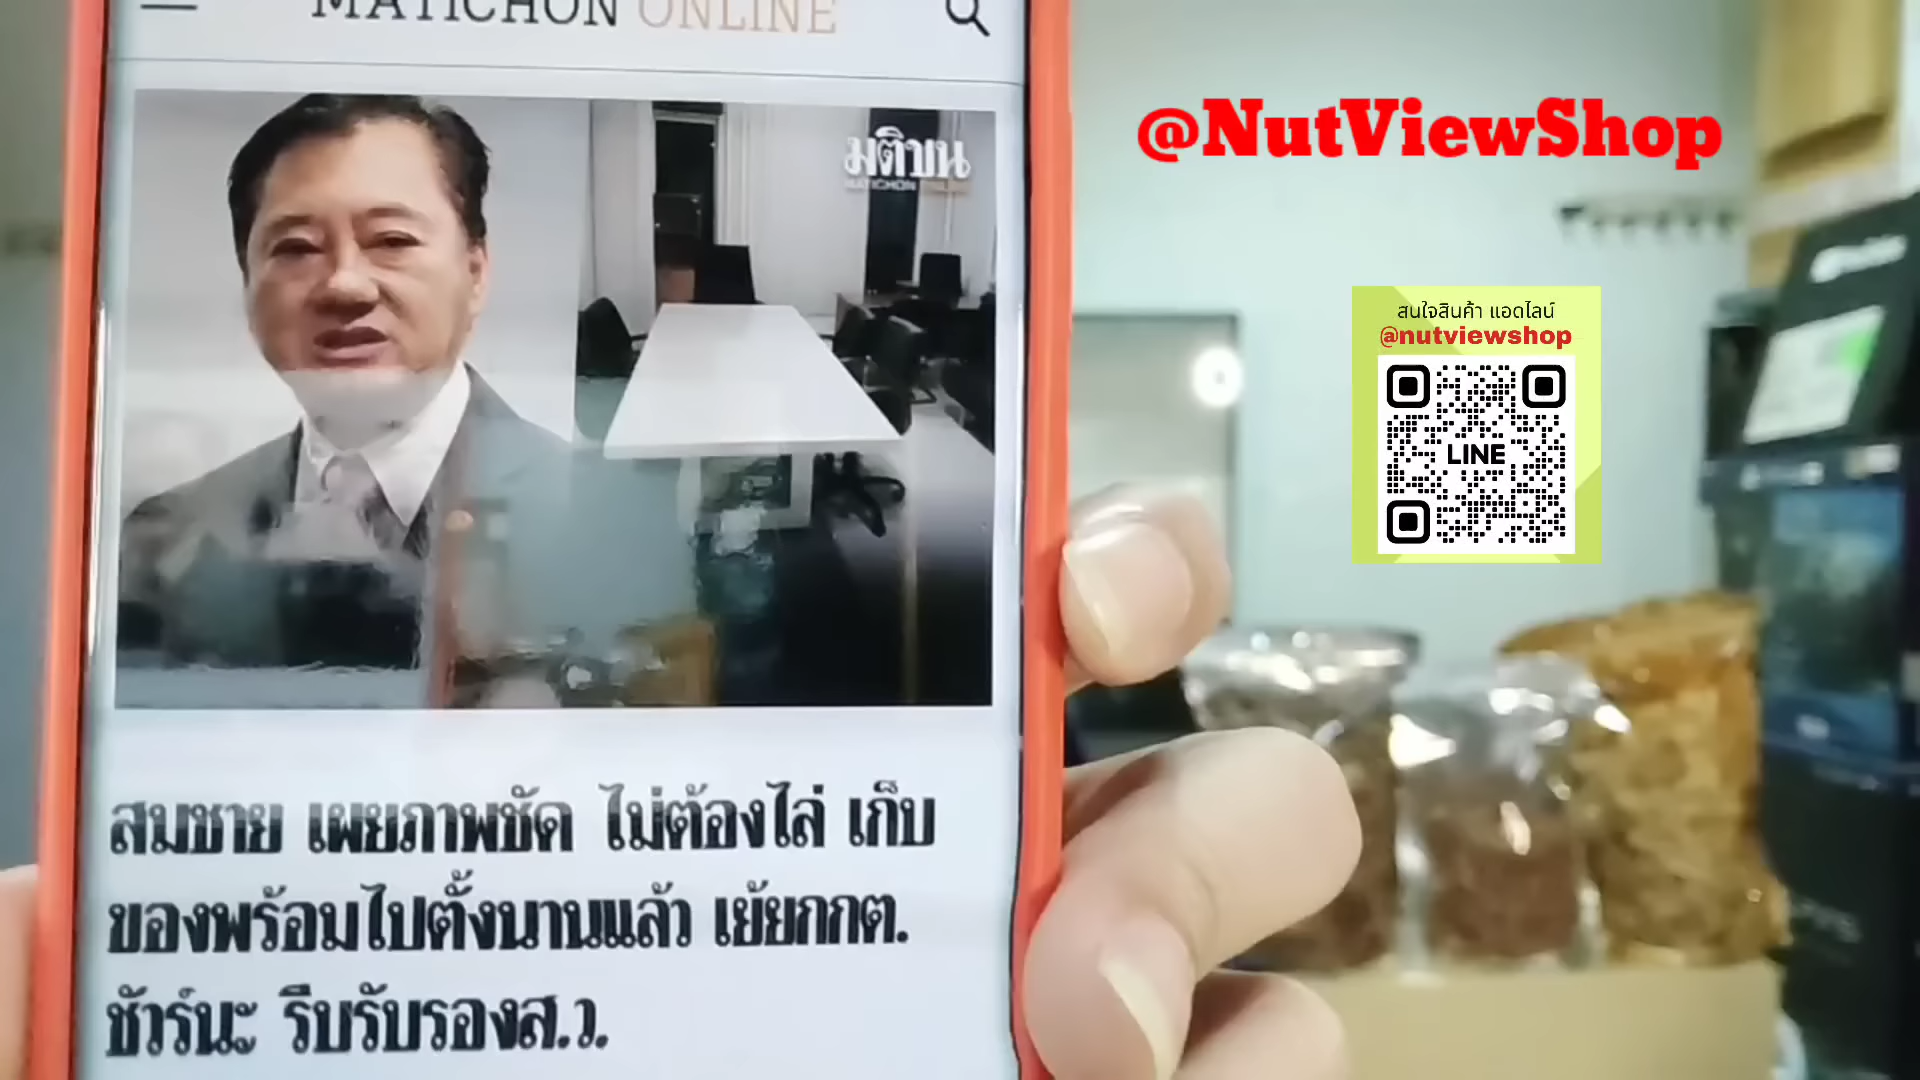 MATICHON ONLINE
มติชน
MATICHON
สมชาย เผยภาพชัด ไม่ต้องไล่ เก็บ
ของพร้อมไปตั้งนานแล้ว เย้ยกกต.
ชัวร์นะ รีบรับรองส.ว.
@NutViewShop
สนใจสินค้า แอดไลน์
@nutviewshop
LINE